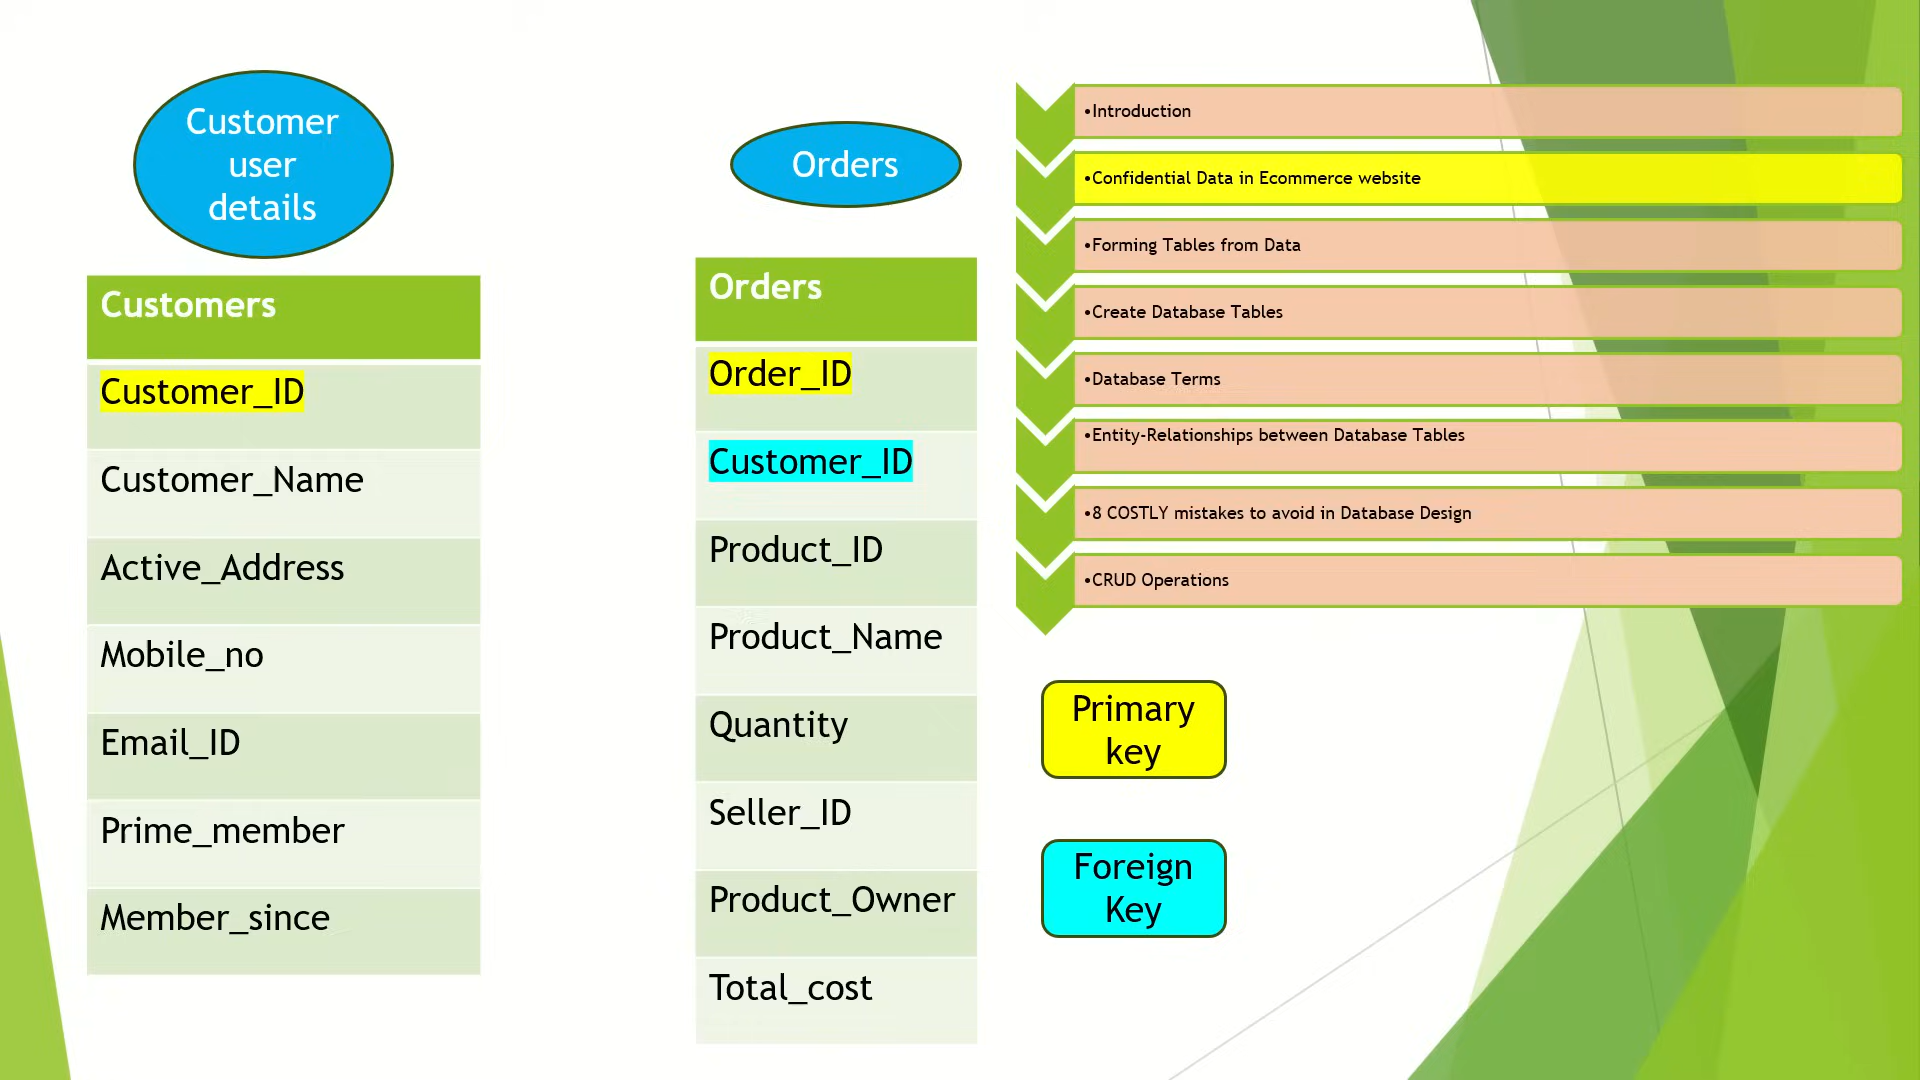 Customer
user
details
Customers
Customer_ID
Customer_Name
Active_Address
Mobile_no
Email_ID
Prime_member
Member_since
Orders
Orders
Order_ID
Customer_ID
Product_ID
Product_Name
Quantity
Seller_ID
Product_Owner
Total_cost
•Introduction
•Confidential Data in Ecommerce website
•Forming Tables from Data
•Create Database Tables
•Database Terms
•Entity-Relationships between Database Tables
•8 COSTLY mistakes to avoid in Database Design
•CRUD Operations
Primary
key
Foreign
Key